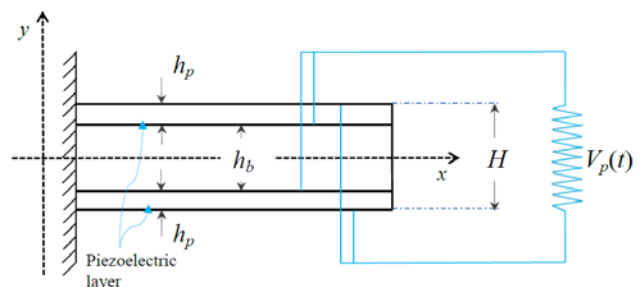 y
h_p
h_b
H
V_p(t)
x
h_p
Piezoelectric
layer